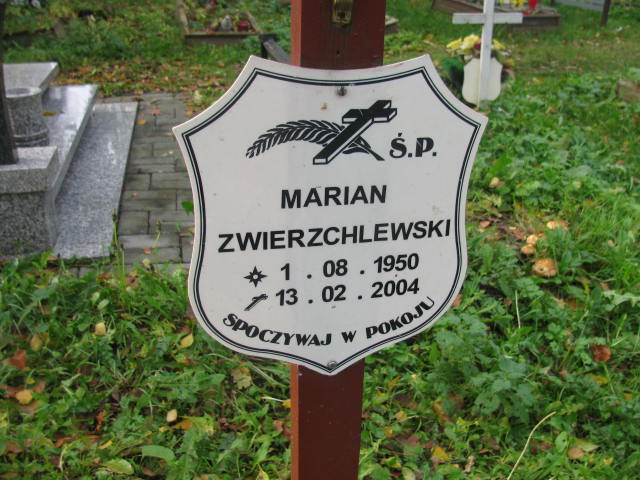 Ś.P.
MARIAN
ZWIERZCHLEWSKI
1 . 08 . 1950
13 . 02 . 2004
SPOCZYWAJ W POKOJU